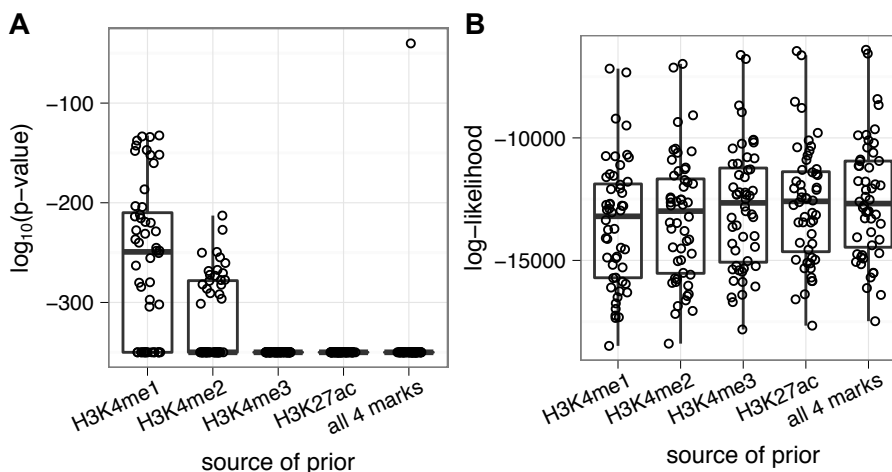 A
log10(p−value)
−100
−200
−300
H3K4me1
H3K4me2
H3K4me3
H3K27ac
all 4 marks
source of prior
B
log−likelihood
−10000
−15000
H3K4me1
H3K4me2
H3K4me3
H3K27ac
all 4 marks
source of prior